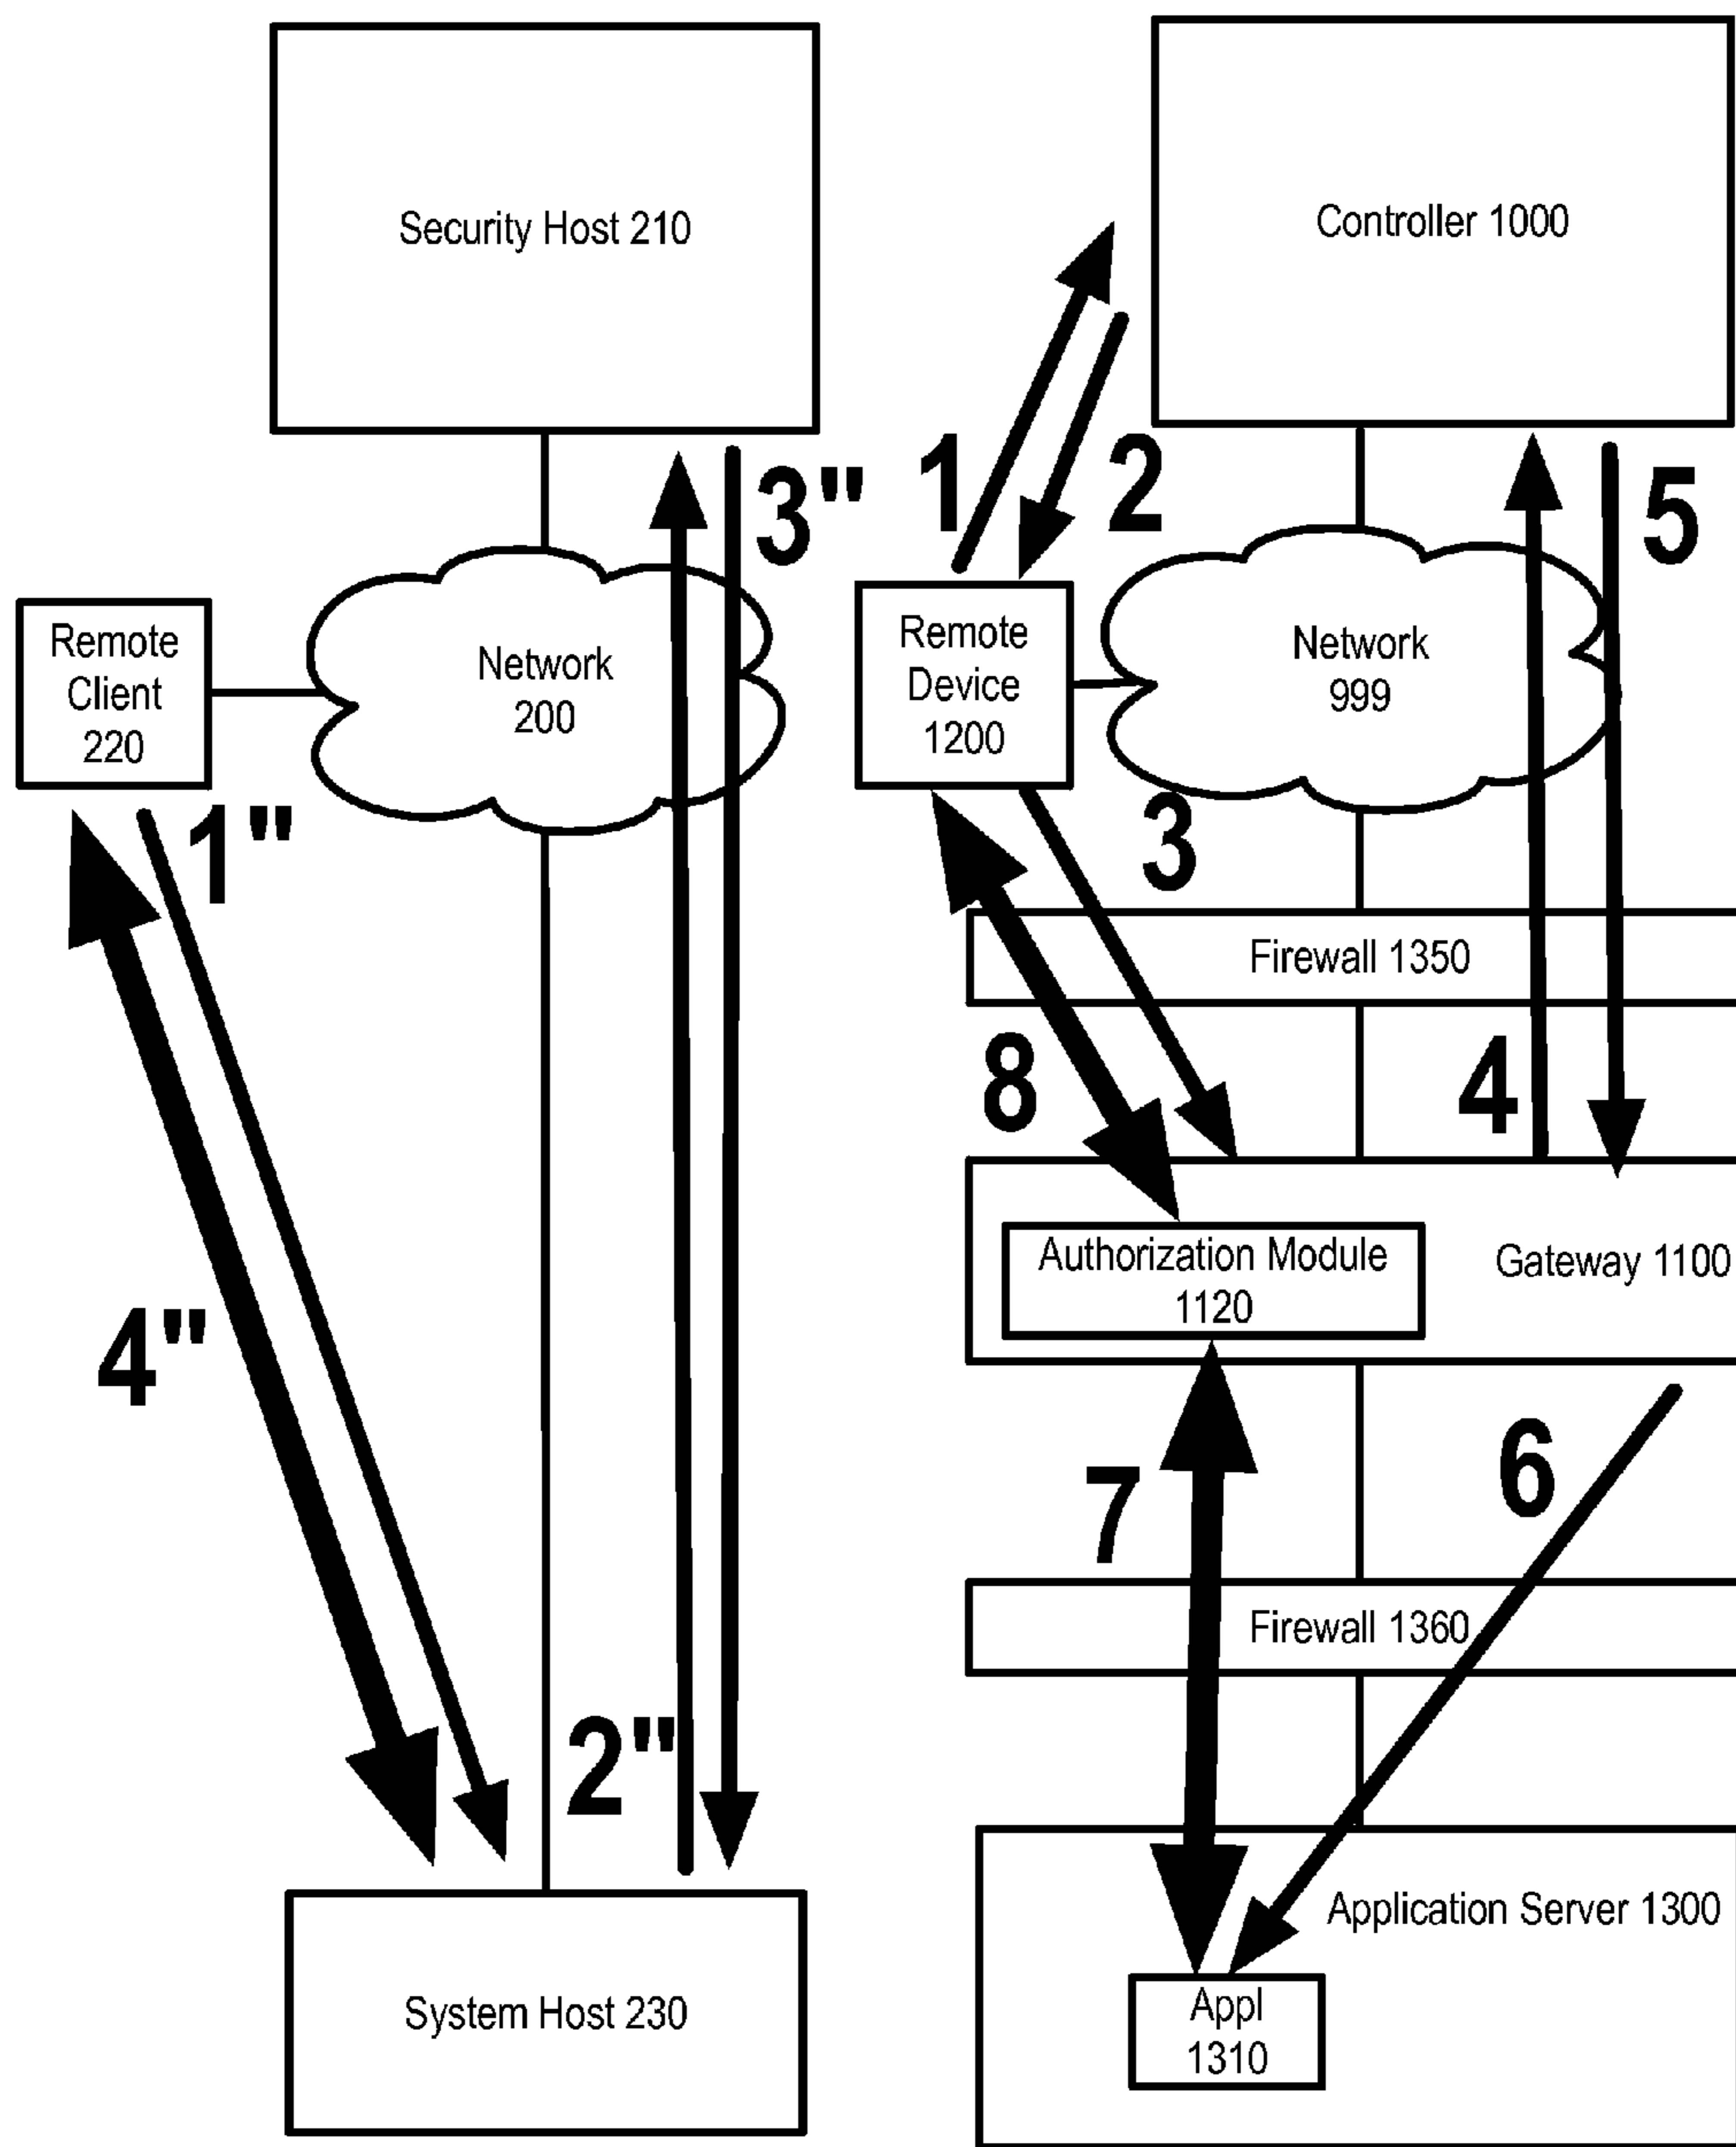 Security Host 210
3"
Remote
Client
220
Network
200
1"
4"
2"
System Host 230
Controller 1000
1
2
5
Remote
Device
1200
Network
999
3
Firewall 1350
8
4
Authorization Module
1120
Gateway 1100
7
6
Firewall 1360
Application Server 1300
Appl
1310